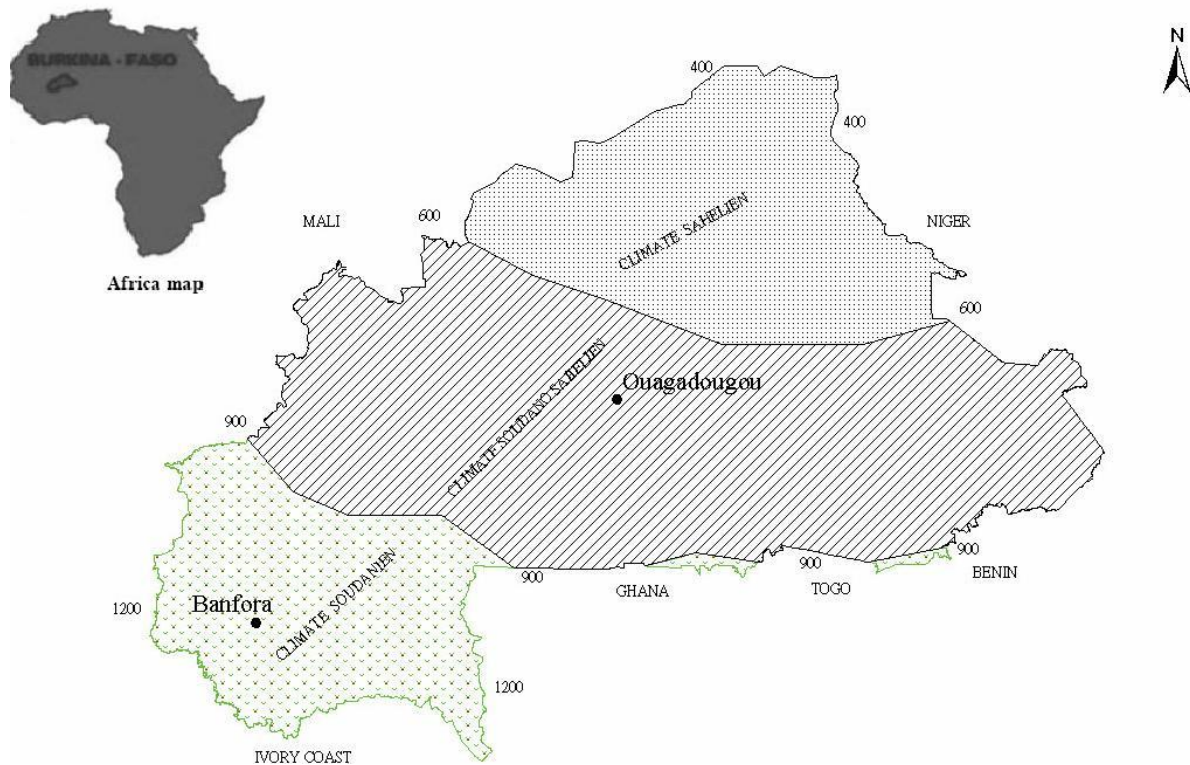 BURKINA - FASO
Africa map
N
400
400
MALI
600
CLIMATE SAHELIEN
NIGER
600
CLIMATE SOUDANO SAHELIEN
Ouagadougou
900
900
900
900
GHANA
TOGO
BENIN
1200
Banfora
CLIMATE SOUDANIEN
1200
IVORY COAST